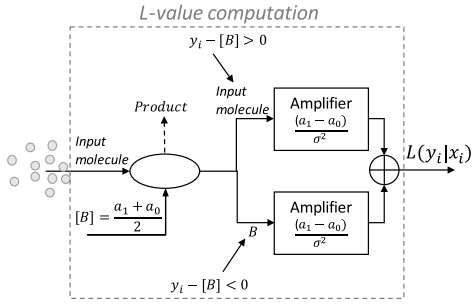 L-value computation
y_i − [B] > 0
Product
Input
molecule
Input
molecule
Amplifier
(a_1 − a_0)
σ^2
L(y_i|x_i)
[B] = a_1 + a_0
2
B
Amplifier
(a_1 − a_0)
σ^2
y_i − [B] < 0